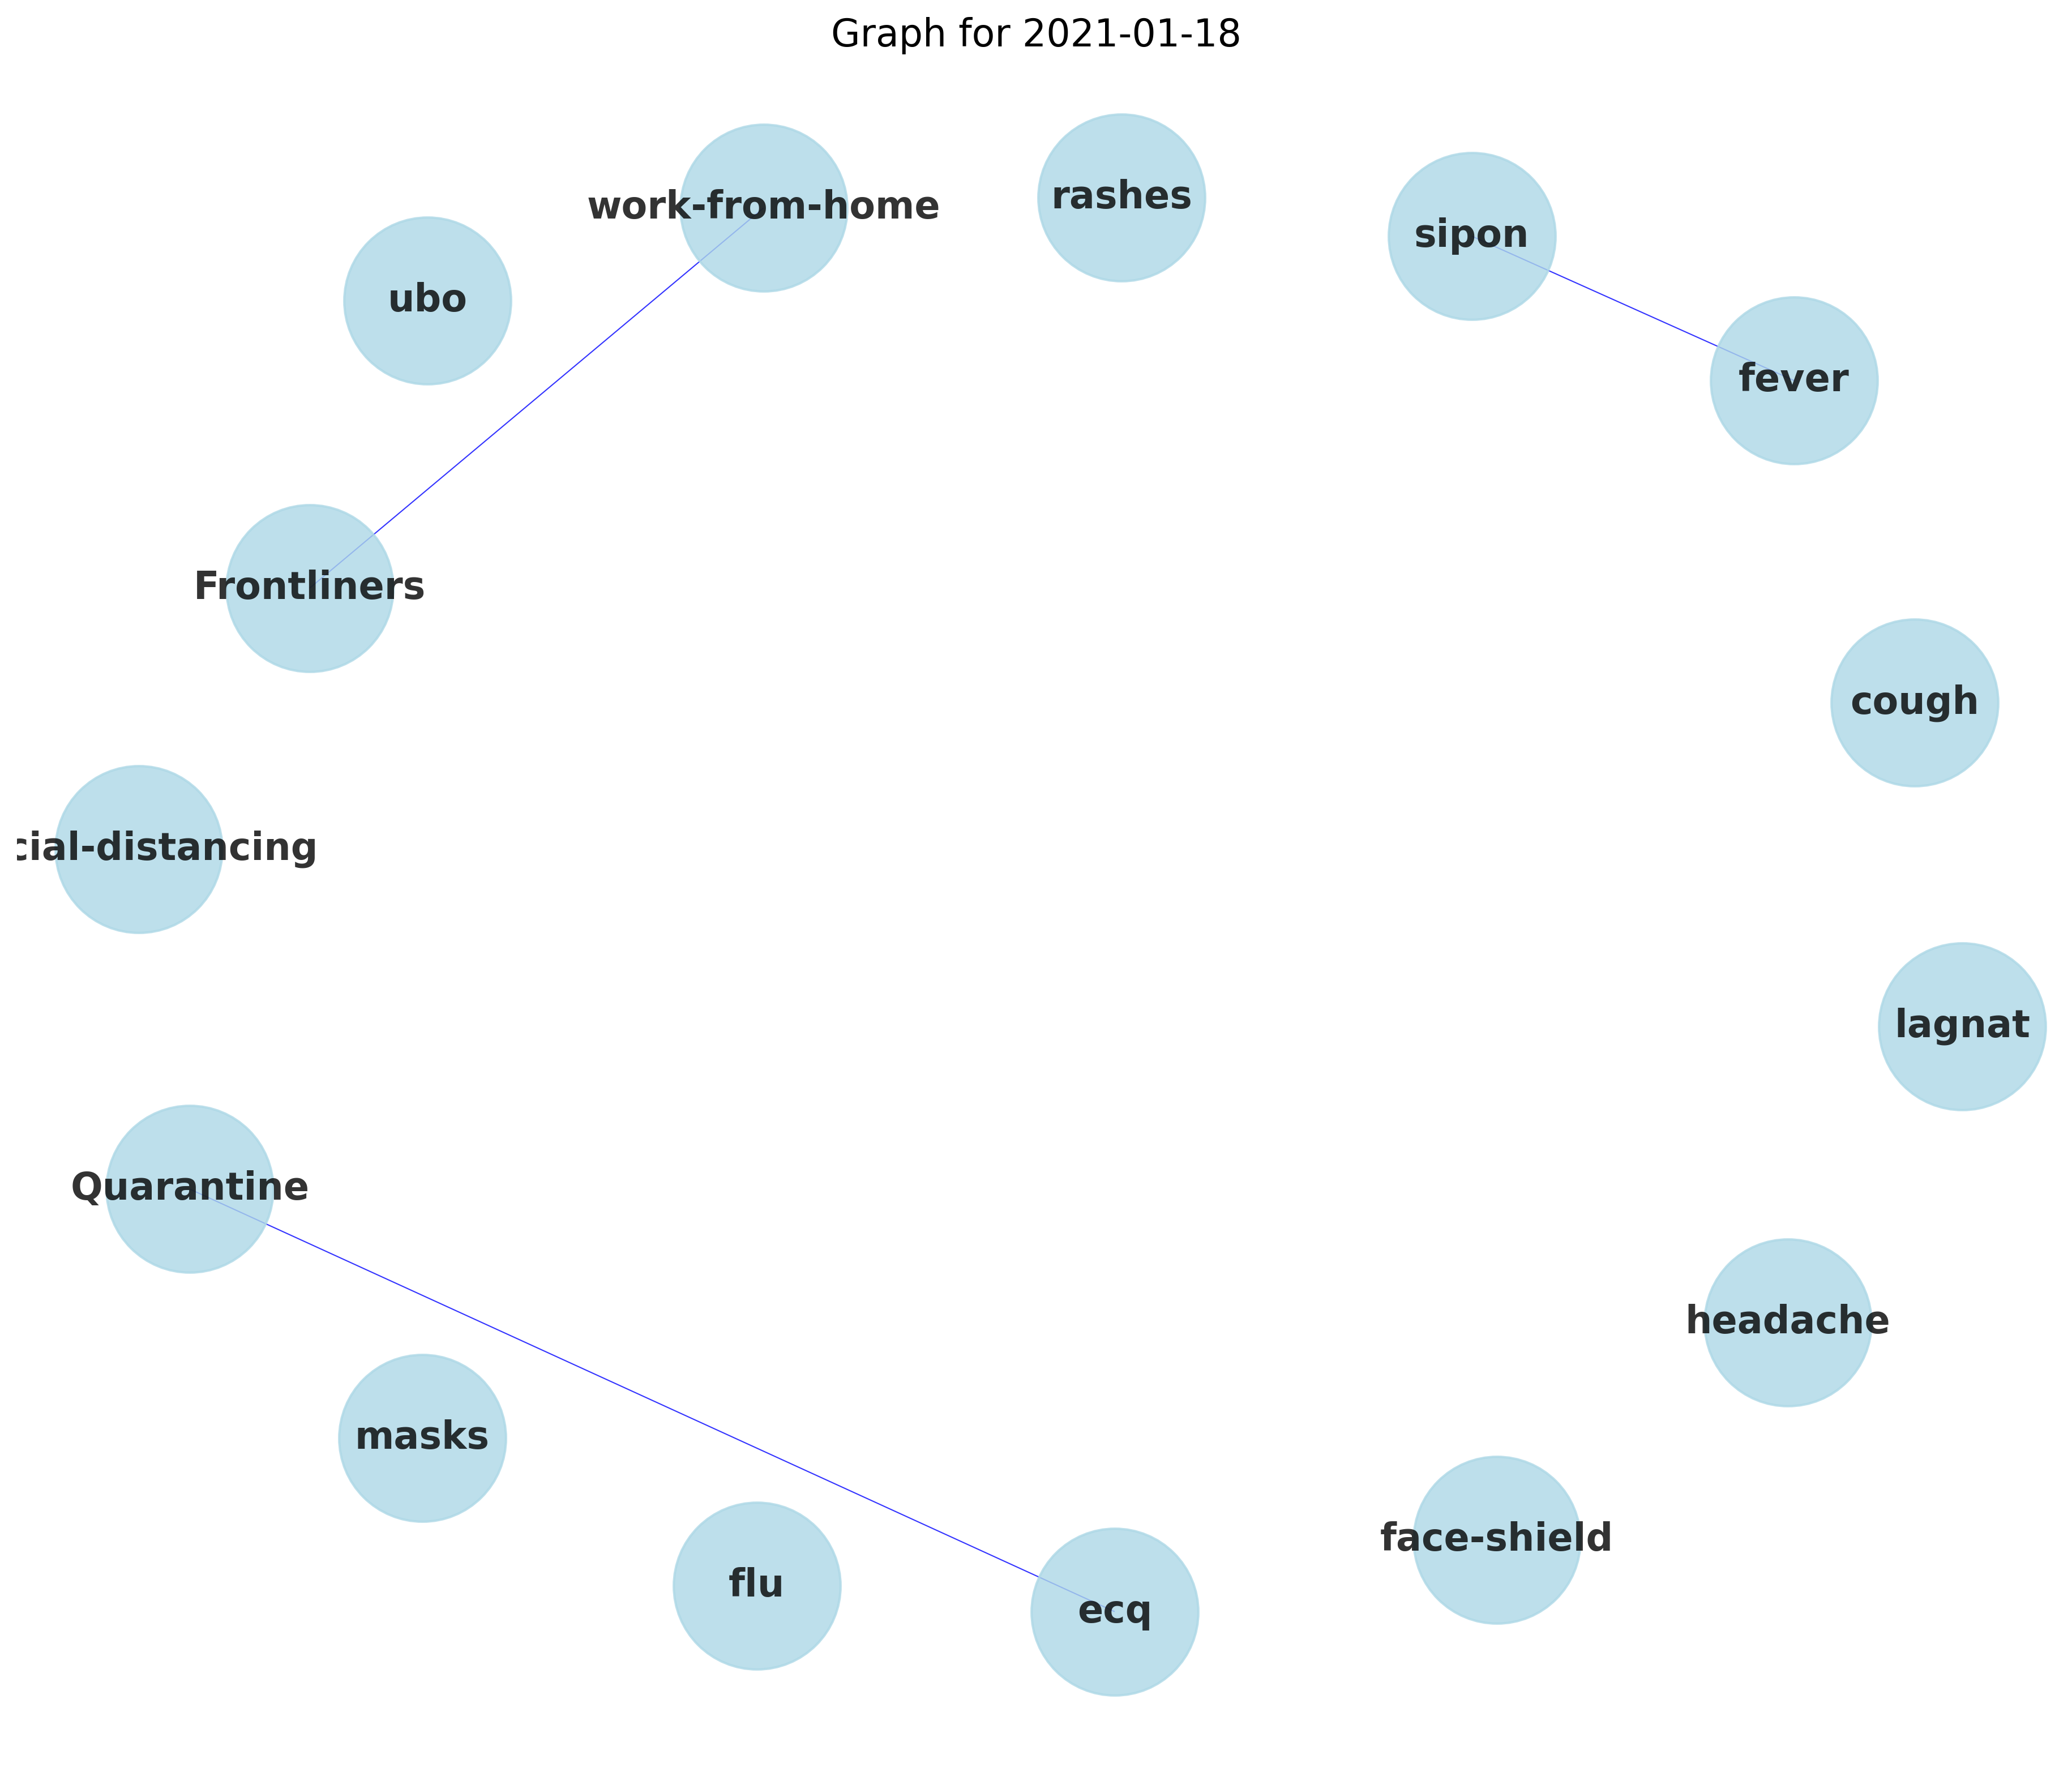 Graph for 2021-01-18
rashes
work-from-home
sipon
ubo
fever
Frontliners
cough
cial-distancing
lagnat
Quarantine
headache
masks
face-shield
flu
ecq